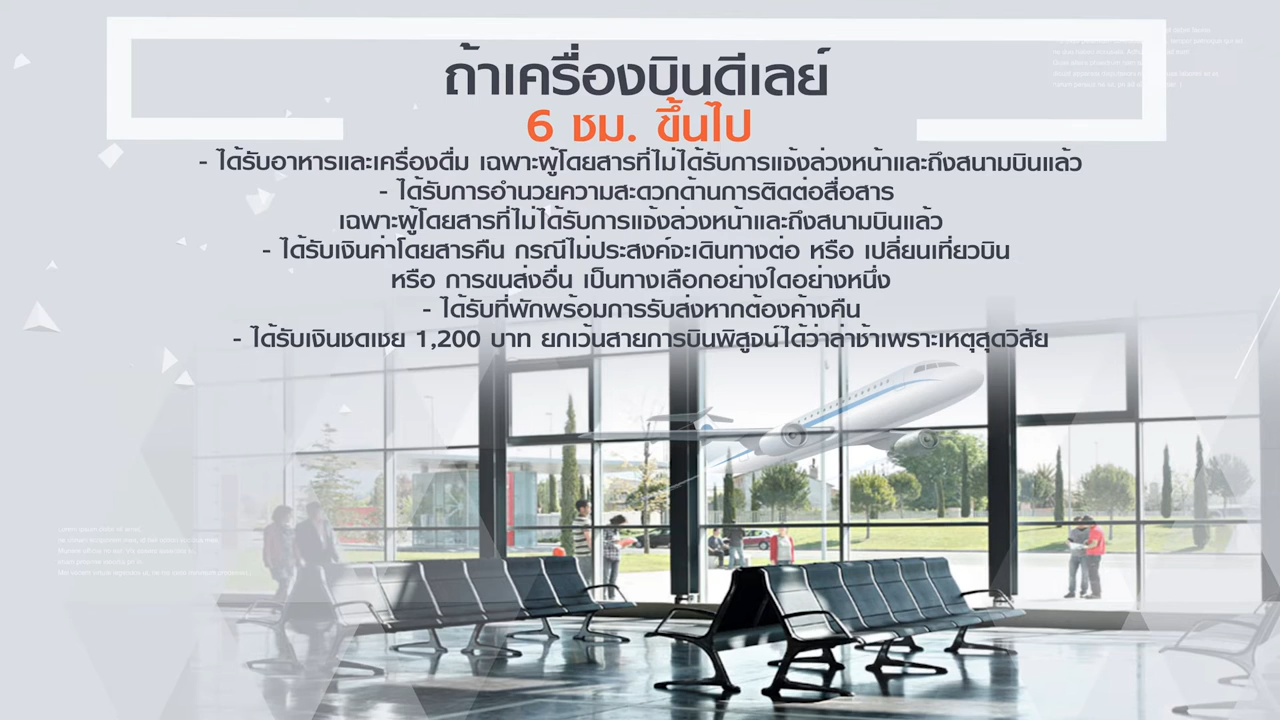 ถ้าเครื่องบินดีเลย์
6 ชม. ขึ้นไป
- ได้รับอาหารและเครื่องดื่ม เฉพาะผู้โดยสารที่ไม่ได้รับการแจ้งล่วงหน้าและถึงสนามบินแล้ว
- ได้รับการอำนวยความสะดวกด้านการติดต่อสื่อสาร
เฉพาะผู้โดยสารที่ไม่ได้รับการแจ้งล่วงหน้าและถึงสนามบินแล้ว
- ได้รับเงินค่าโดยสารคืน กรณีไม่ประสงค์จะเดินทางต่อ หรือ เปลี่ยนเที่ยวบิน
หรือ การขนส่งอื่น เป็นทางเลือกอย่างใดอย่างหนึ่ง
- ได้รับที่พักพร้อมการรับส่งหากต้องค้างคืน
- ได้รับเงินชดเชย 1,200 บาท ยกเว้นสายการบินพิสูจน์ได้ว่าล่าช้าเพราะเหตุสุดวิสัย